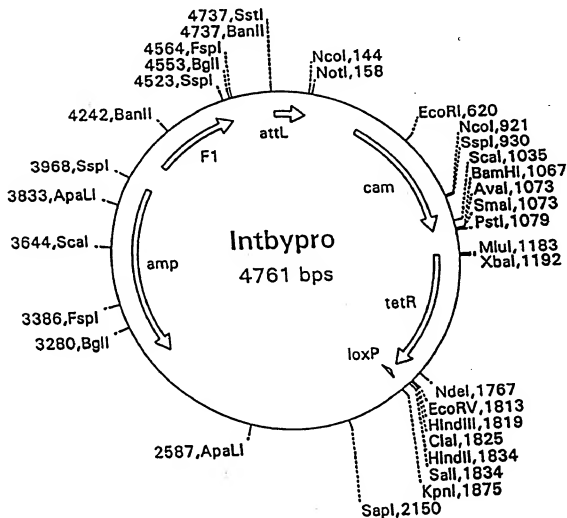 4737,SstI
4737,BanII
4564,FspI
4553,BglI
4523,SspI
4242,BanII
3968,SspI
3833,ApaLI
3644,ScaI
3386,FspI
3280,BglI
2587,ApaLI
NcoI,144
NotI,158
EcoRI,620
NcoI,921
SspI,930
ScaI,1035
BamHI,1067
AvaI,1073
SmaI,1073
PstI,1079
MluI,1183
XbaI,1192
NdeI,1767
EcoRV,1813
HindIII,1819
ClaI,1825
HindII,1834
SalI,1834
KpnI,1875
SapI,2150
attL
F1
cam
amp
Intbypro
4761 bps
tetR
loxP